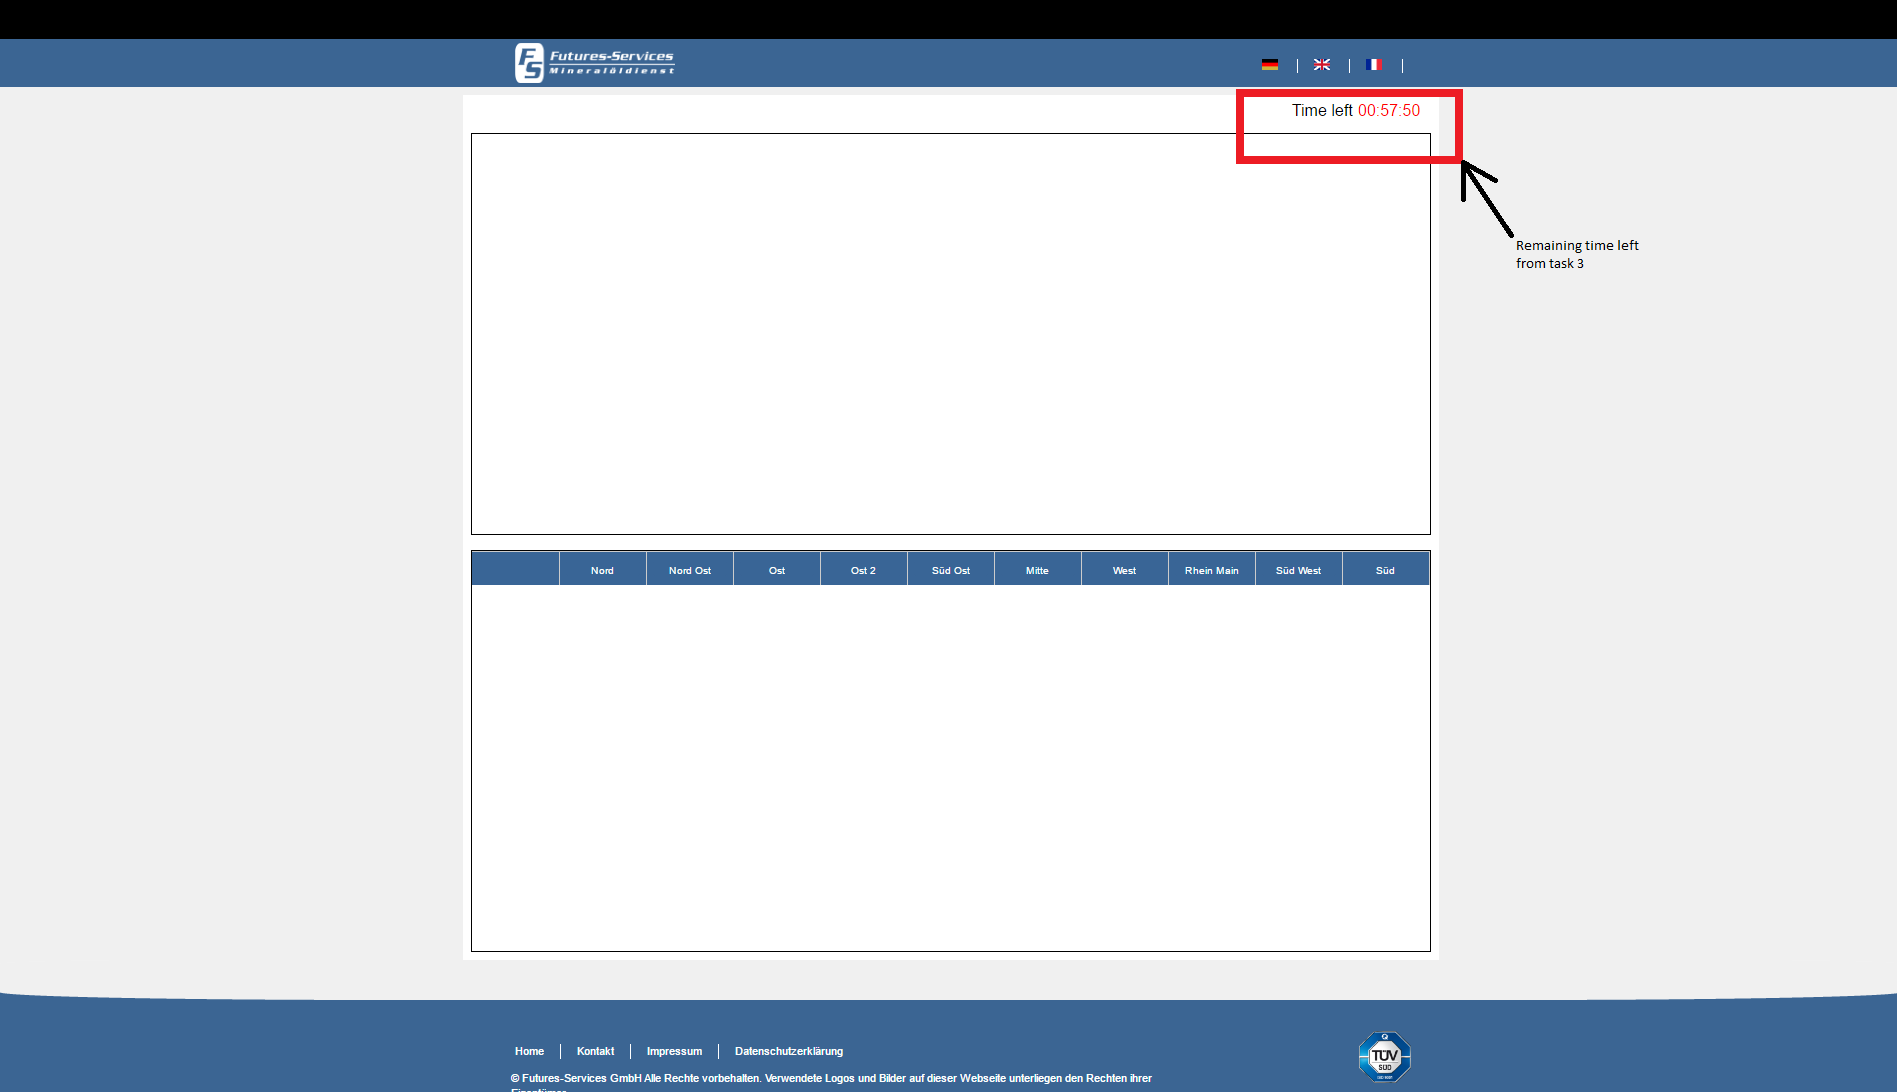 FS Futures-Services
Mineralöldienst
Time left 00:57:50
Remaining time left
from task 3
Nord Nord Ost Ost Ost 2 Süd Ost Mitte West Rhein Main Süd West Süd
Home Kontakt Impressum Datenschutzerklärung
TÜV
SÜD
© Futures-Services GmbH Alle Rechte vorbehalten. Verwendete Logos und Bilder auf dieser Webseite unterliegen den Rechten ihrer